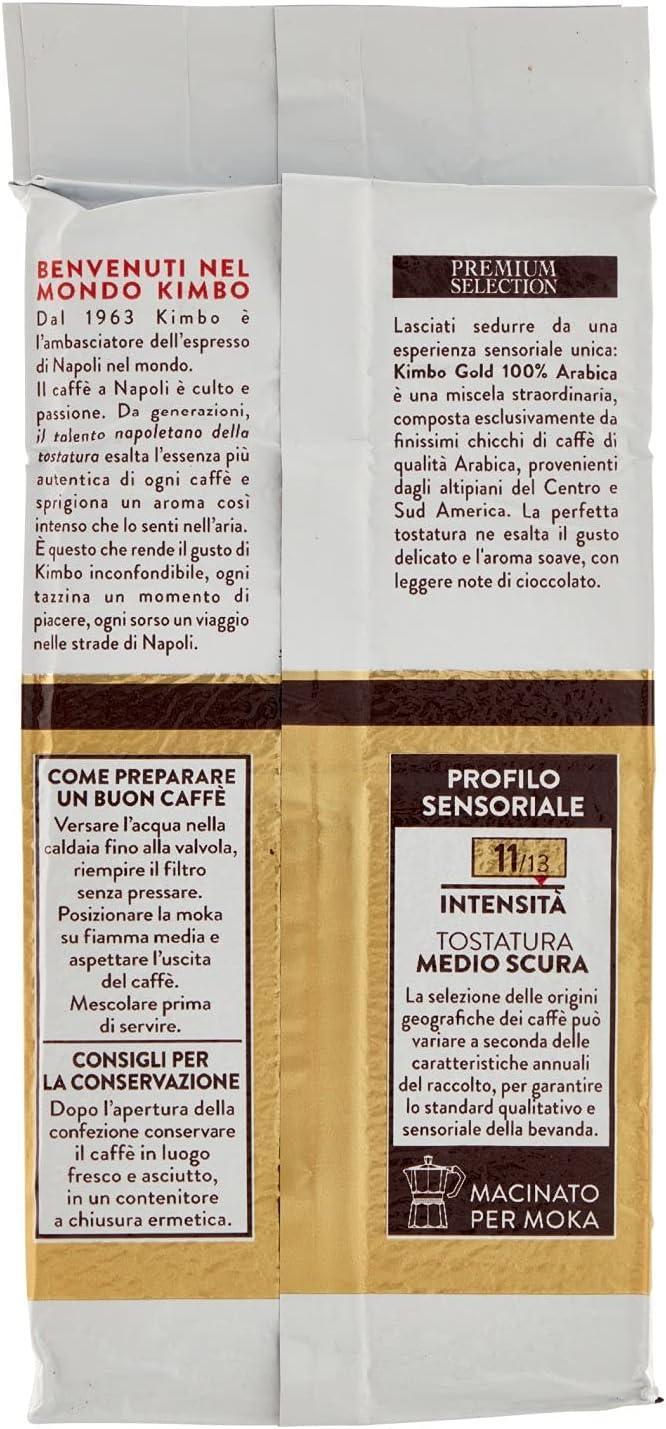 BENVENUTI NEL
MONDO KIMBO
Dal 1963 Kimbo è
l'ambasciatore dell'espresso
di Napoli nel mondo.
Il caffè a Napoli è culto e
passione. Da generazioni,
il talento napoletano della
tostatura esalta l'essenza più
autentica di ogni caffè e
sprigiona un aroma così
intenso che lo senti nell'aria.
È questo che rende il gusto di
Kimbo inconfondibile, ogni
tazzina un momento di
piacere, ogni sorso un viaggio
nelle strade di Napoli.
PREMIUM
SELECTION
Lasciati sedurre da una
esperienza sensoriale unica:
Kimbo Gold 100% Arabica
è una miscela straordinaria,
composta esclusivamente da
finissimi chicchi di caffè di
qualità Arabica, provenienti
dagli altipiani del Centro e
Sud America. La perfetta
tostatura ne esalta il gusto
delicato e l'aroma soave, con
leggere note di cioccolato.
COME PREPARARE
UN BUON CAFFÈ
Versare l'acqua nella
caldaia fino alla valvola,
riempire il filtro
senza pressare.
Posizionare la moka
su fiamma media e
aspettare l'uscita
del caffè.
Mescolare prima
di servire.
CONSIGLI PER
LA CONSERVAZIONE
Dopo l'apertura della
confezione conservare
il caffè in luogo
fresco e asciutto,
in un contenitore
a chiusura ermetica.
PROFILO
SENSORIALE
11/13
INTENSITÀ
TOSTATURA
MEDIO SCURA
La selezione delle origini
geografiche dei caffè può
variare a seconda delle
caratteristiche annuali
del raccolto, per garantire
lo standard qualitativo e
sensoriale della bevanda.
MACINATO
PER MOKA